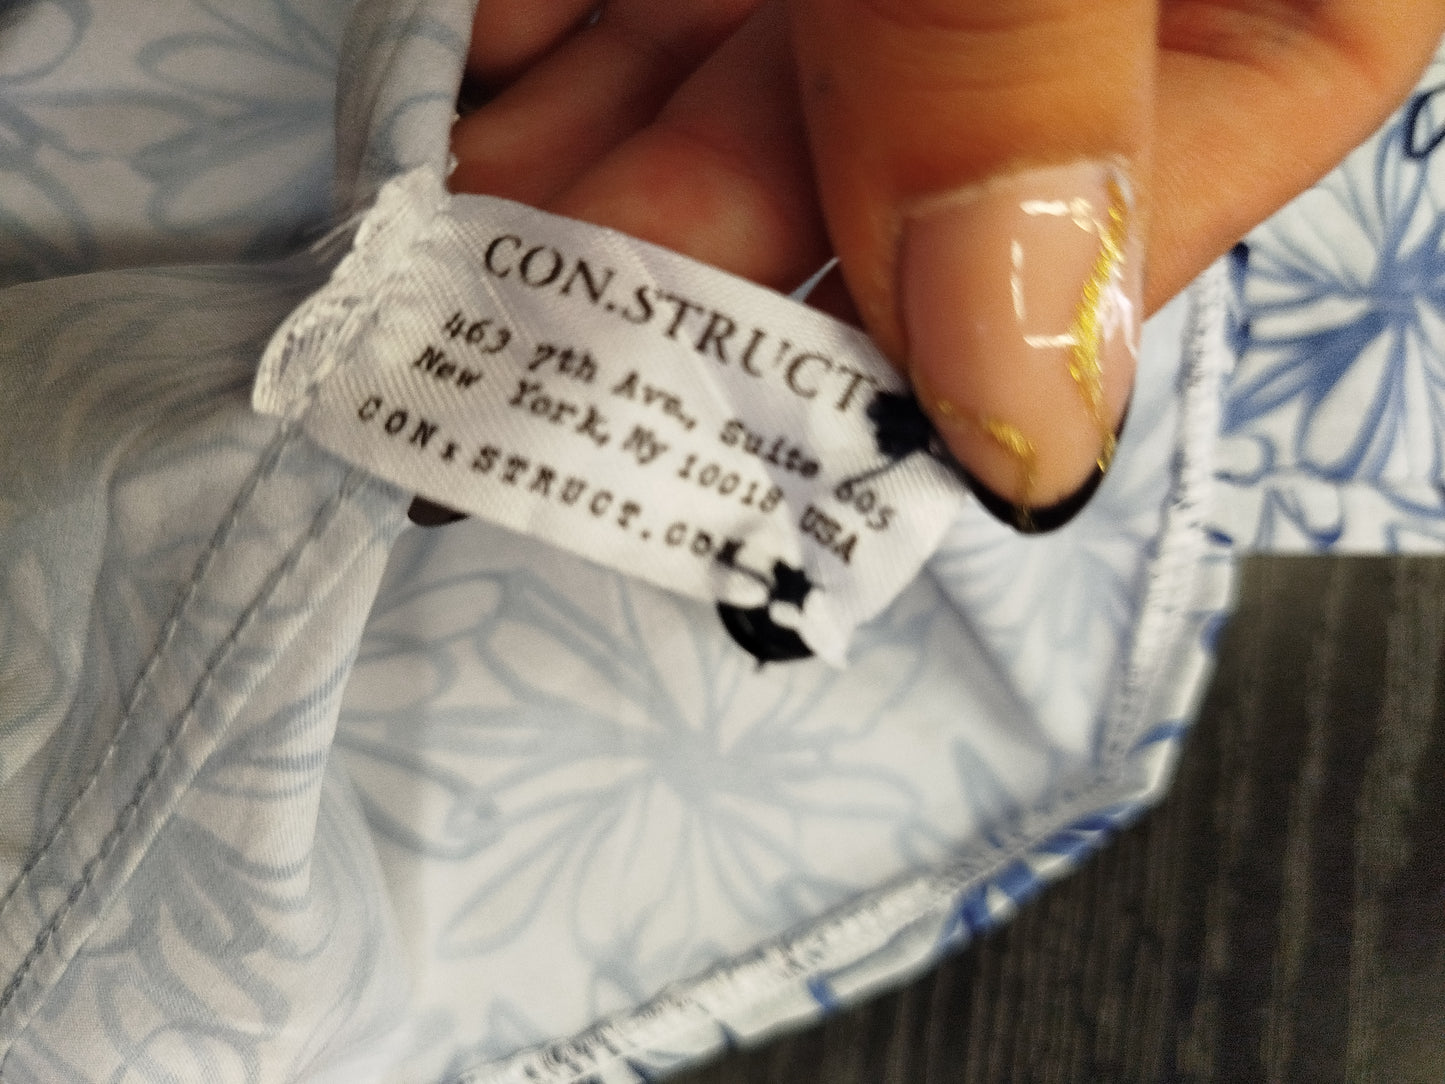 CON.STRUCT
463 7th Ave., Suite 605
New York, Ny 10018 USA
CON:STRUCT.COM